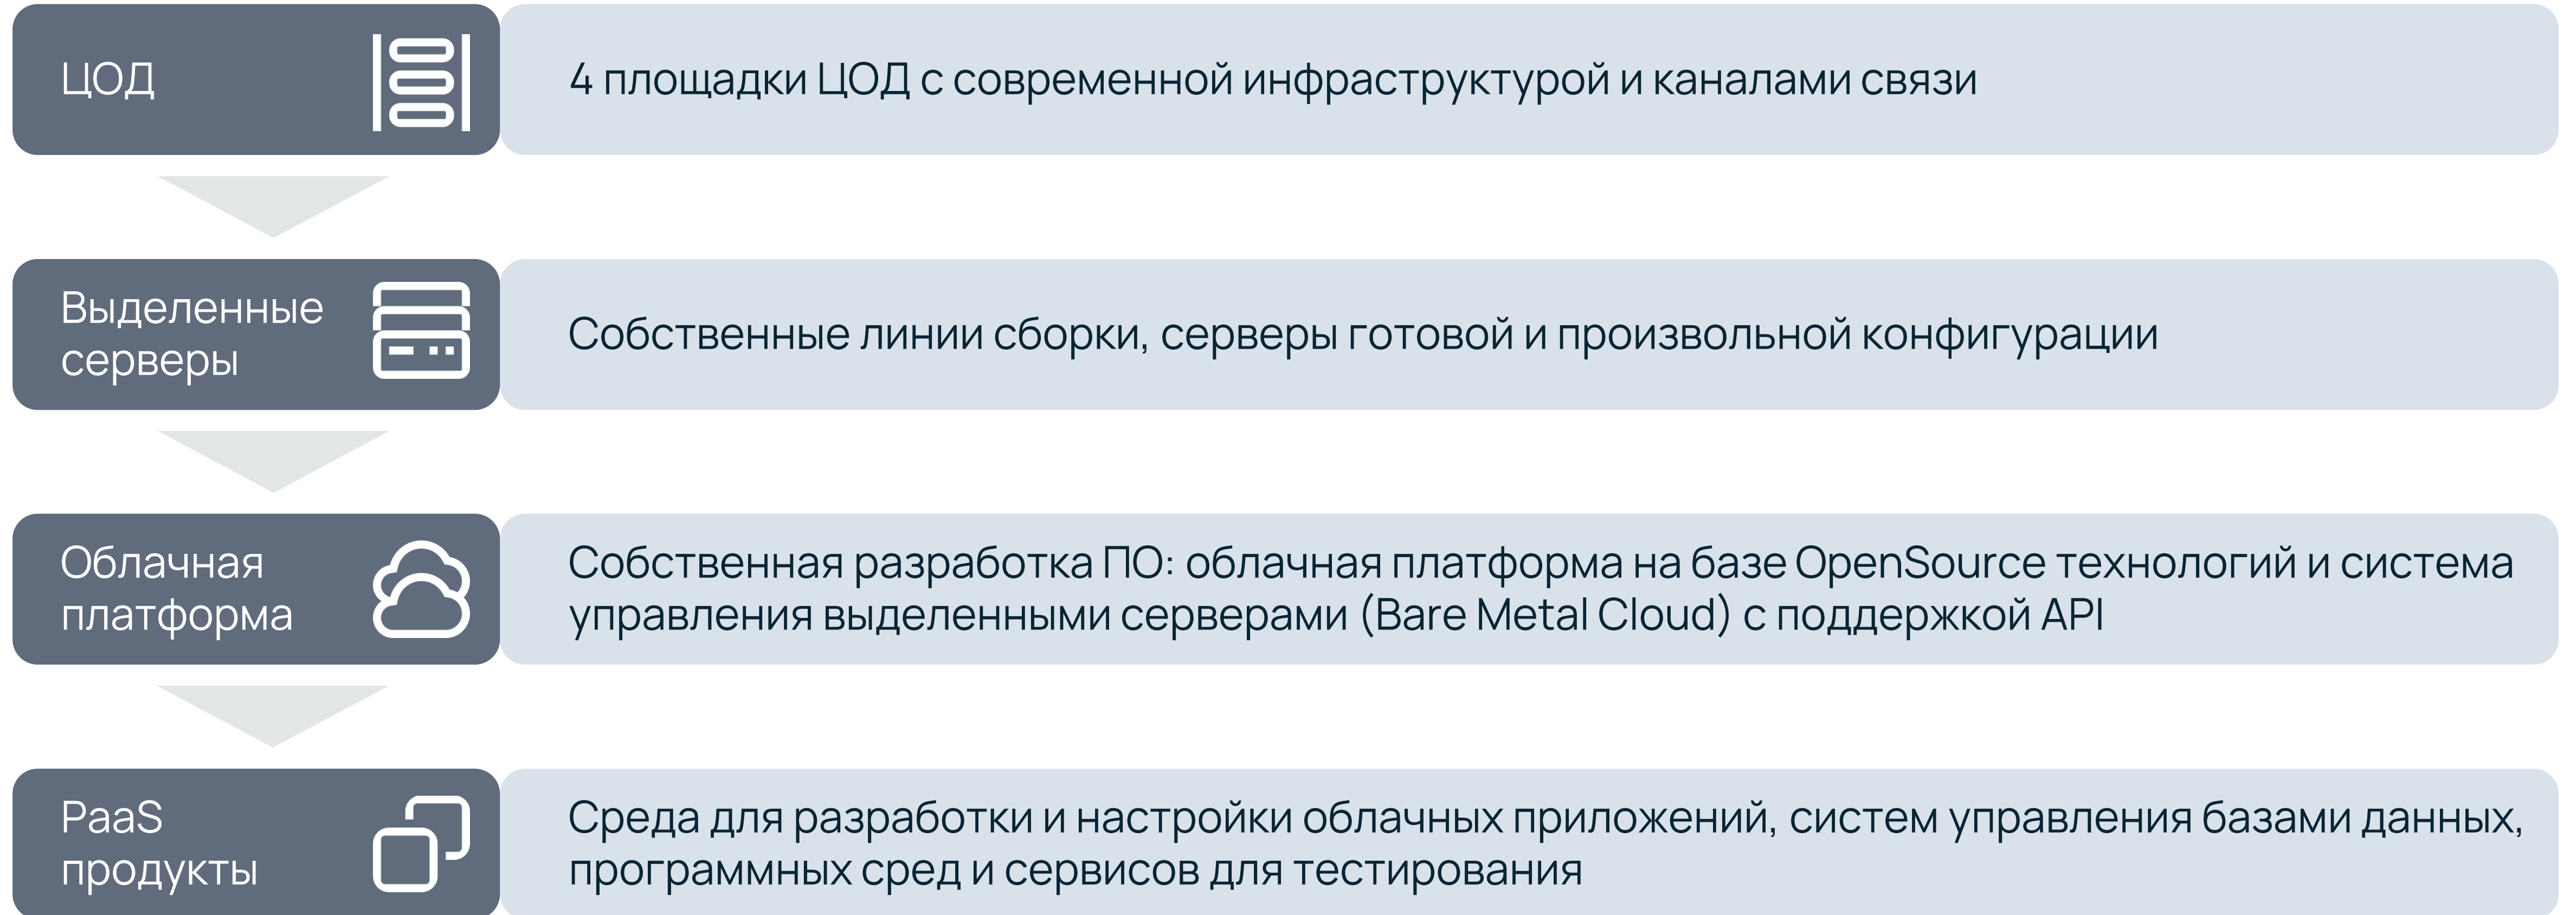 ЦОД
4 площадки ЦОД с современной инфраструктурой и каналами связи
Выделенные
серверы
Собственные линии сборки, серверы готовой и произвольной конфигурации
Облачная
платформа
Собственная разработка ПО: облачная платформа на базе OpenSource технологий и система
управления выделенными серверами (Bare Metal Cloud) с поддержкой API
PaaS
продукты
Среда для разработки и настройки облачных приложений, систем управления базами данных,
программных сред и сервисов для тестирования